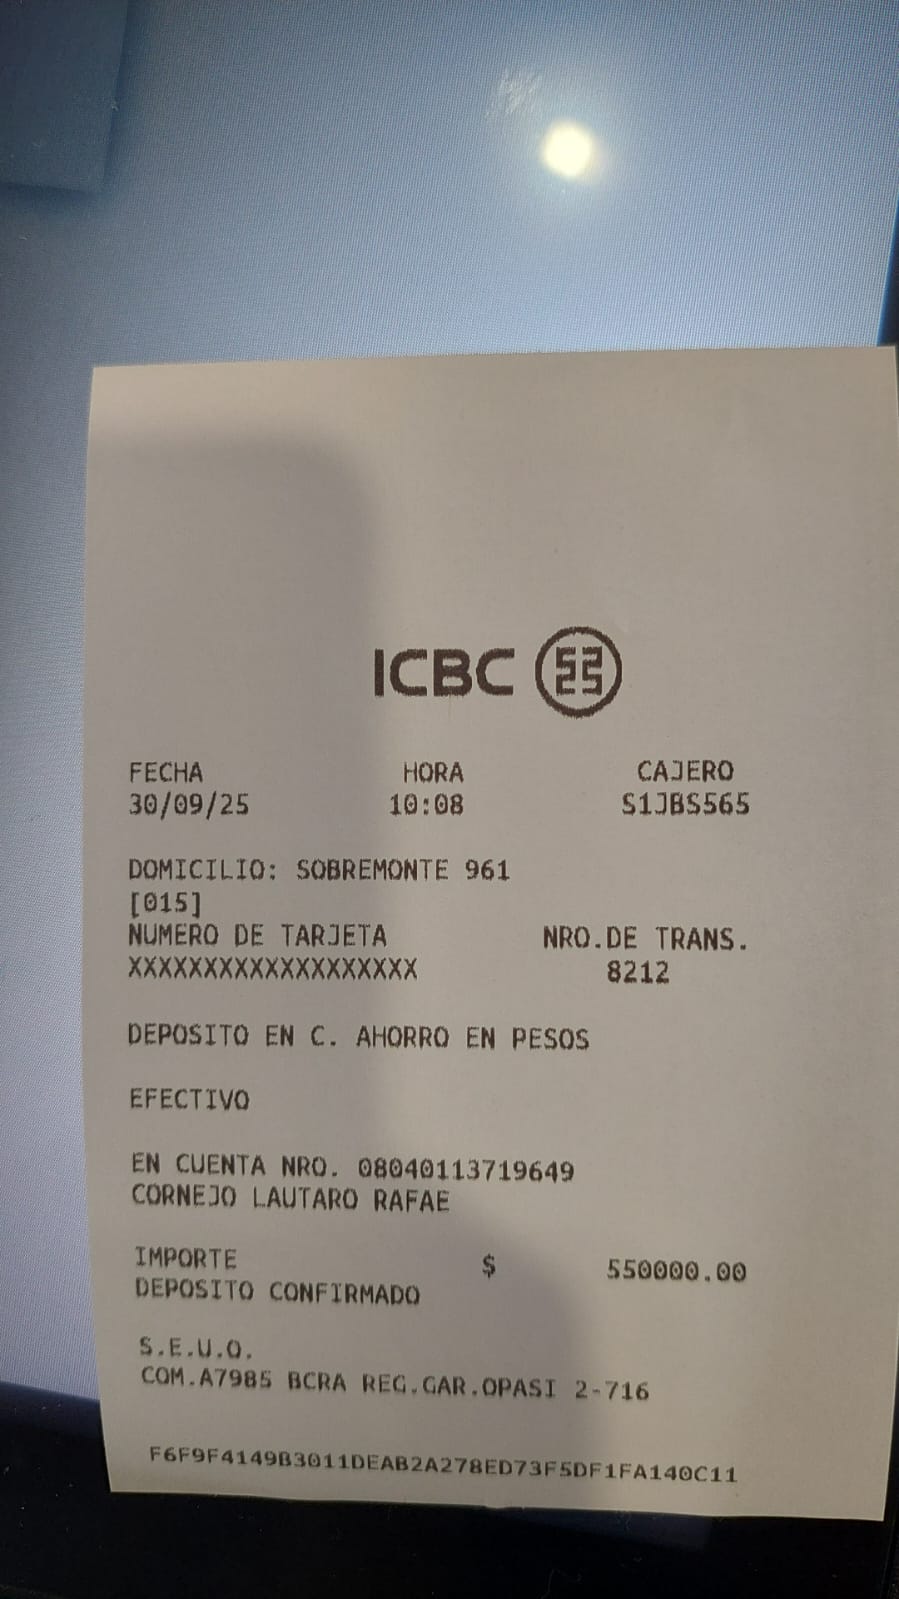 ICBC
FECHA HORA CAJERO
30/09/25 10:08 S1JBS565
DOMICILIO: SOBREMONTE 961
[015]
NUMERO DE TARJETA NRO.DE TRANS.
XXXXXXXXXXXXXXXXXXX 8212
DEPOSITO EN C. AHORRO EN PESOS
EFECTIVO
EN CUENTA NRO. 08040113719649
CORNEJO LAUTARO RAFAE
IMPORTE $ 550000.00
DEPOSITO CONFIRMADO
S.E.U.O.
COM.A7985 BCRA REG.GAR.OPASI 2-716
F6F9F4149B3011DEAB2A278ED73F5DF1FA140C11